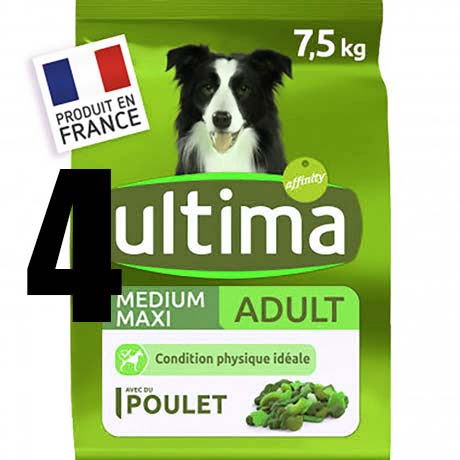 7,5 kg
PRODUIT EN
FRANCE
affinity
4
ultima
MEDIUM
MAXI
ADULT
Condition physique idéale
AVEC DU
POULET